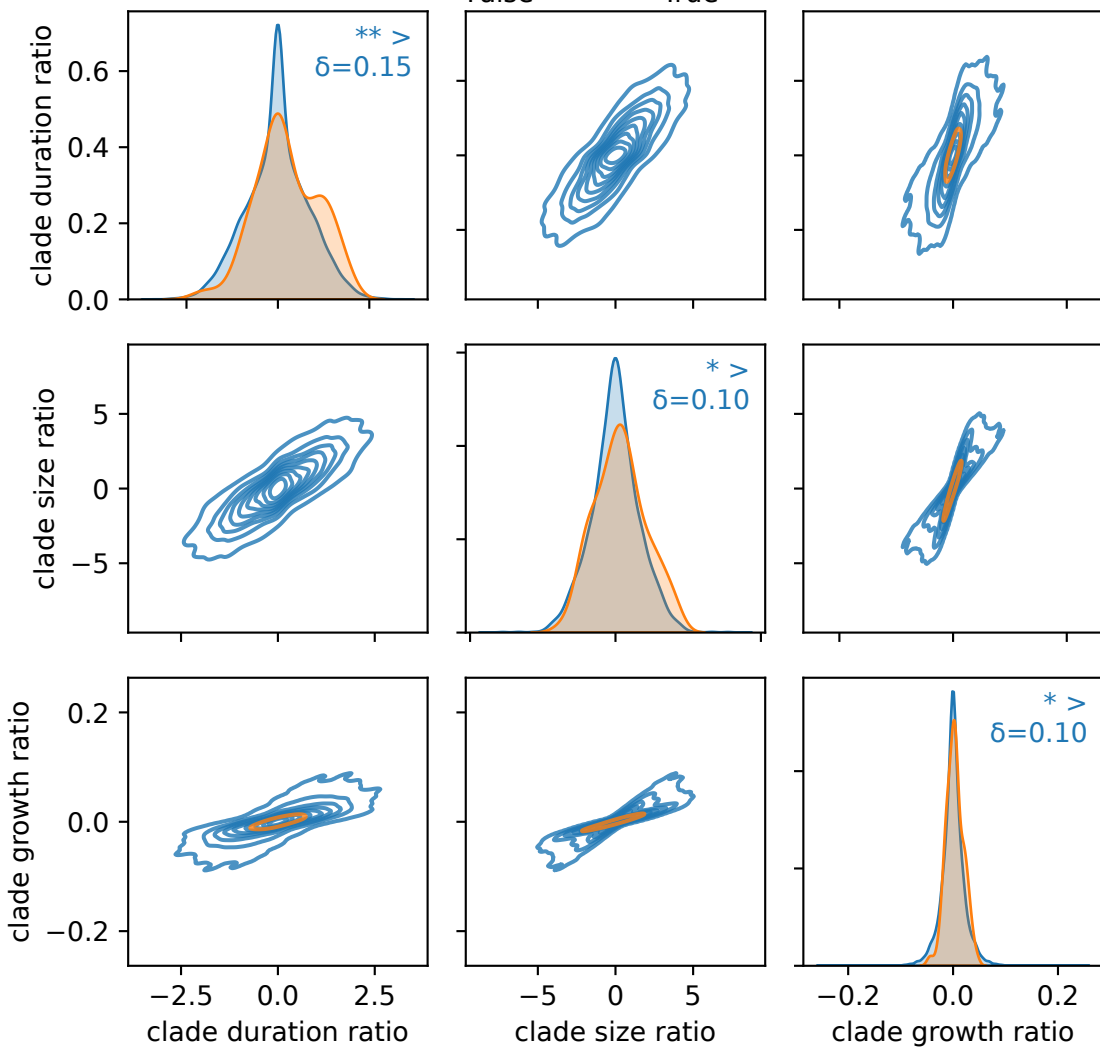 True
clade duration ratio
0.6
0.4
0.2
0.0
** >
δ=0.15
clade size ratio
5
0
−5
* >
δ=0.10
clade growth ratio
0.2
0.0
−0.2
* >
δ=0.10
−2.5 0.0 2.5
−5 0 5
−0.2 0.0 0.2
clade duration ratio
clade size ratio
clade growth ratio